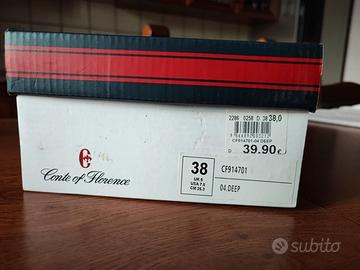 2286 0258 D 38 38,0
CF914701-04 DEEP
D 39.90€
CF
Conte of Florence
38
UK 5
USA 7.5
CM 25.3
CF914701
04.DEEP
subito